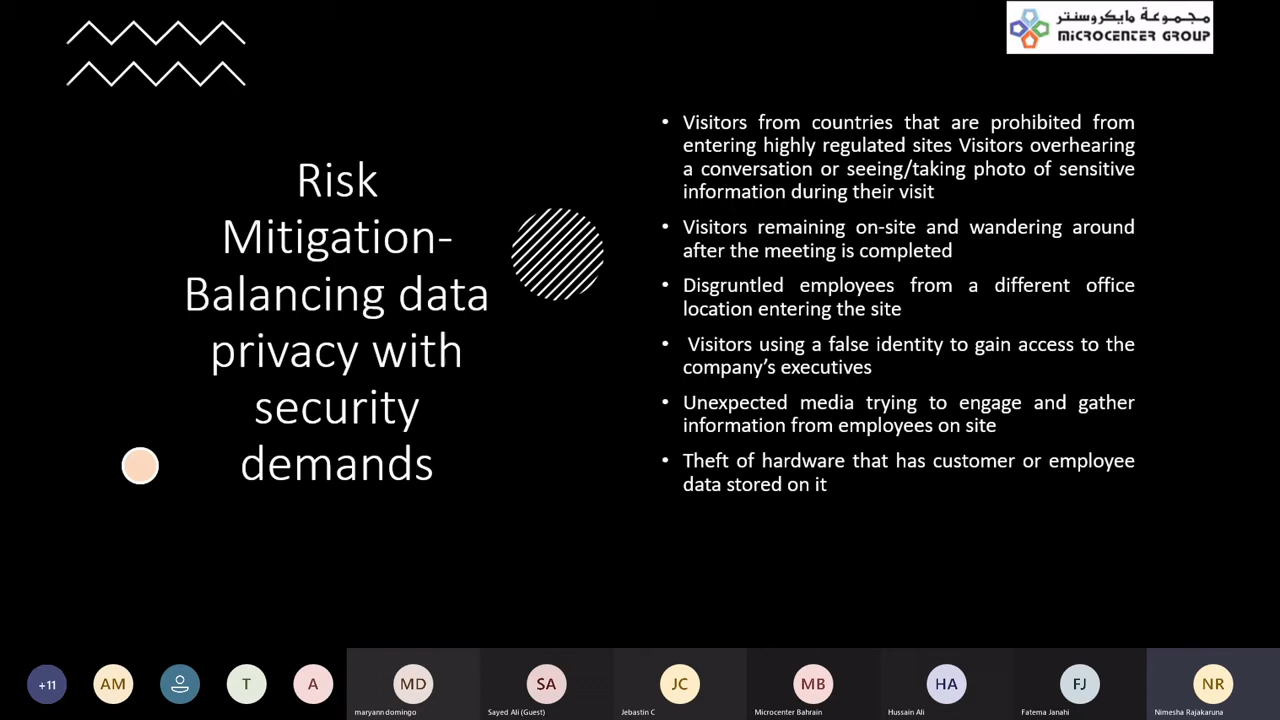 مجموعة مايكروسنتر
MICROCENTER GROUP
Risk
Mitigation-
Balancing data
privacy with
security
demands
• Visitors from countries that are prohibited from
entering highly regulated sites Visitors overhearing
a conversation or seeing/taking photo of sensitive
information during their visit
• Visitors remaining on-site and wandering around
after the meeting is completed
• Disgruntled employees from a different office
location entering the site
• Visitors using a false identity to gain access to the
company's executives
• Unexpected media trying to engage and gather
information from employees on site
• Theft of hardware that has customer or employee
data stored on it
+11
AM
T
A
MD
SA
JC
MB
HA
FJ
NR
maryann domingo
Sayed Ali (Guest)
Jebastin C
Microcenter Bahrain
Hussain Ali
Fatema Janahi
Nimesha Rajakaruna